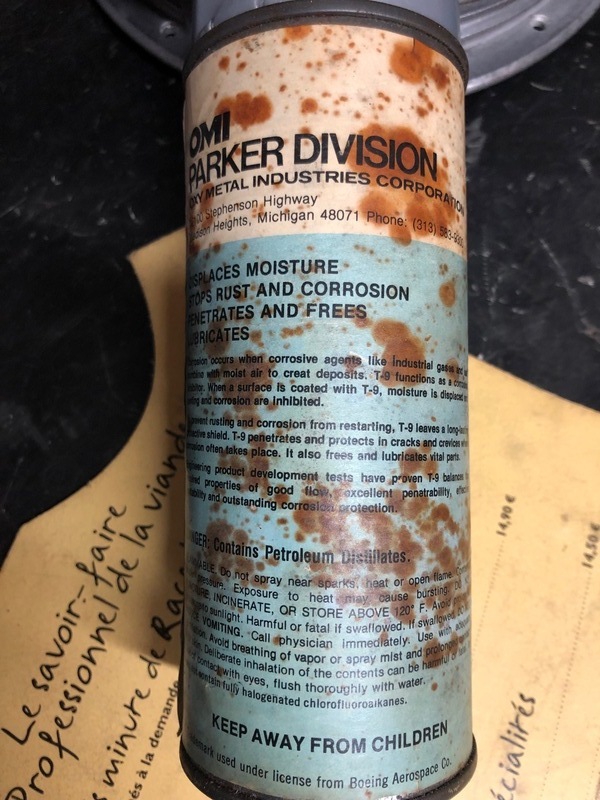 OMI
PARKER DIVISION
OXY METAL INDUSTRIES CORPORATION
Stephenson Highway
Heights, Michigan 48071 Phone: (313) 583-9300
DISPLACES MOISTURE
STOPS RUST AND CORROSION
PENETRATES AND FREES
LUBRICATES
Corrosion occurs when corrosive agents like industrial gases
with moist air to creat deposits. T-9 functions as a
When a surface is coated with T-9, moisture is displaced
and corrosion are inhibited.
prevent rusting and corrosion from restarting, T-9 leaves a
shield. T-9 penetrates and protects in cracks and crevices
often takes place. It also frees and lubricates vital parts.
product development tests have proven T-9 balances
properties of good flow, excellent penetrability,
and outstanding corrosion protection.
DANGER: Contains Petroleum Distillates.
Do not spray near sparks, heat or open flame.
pressure. Exposure to heat may cause bursting.
INCINERATE, OR STORE ABOVE 120° F. Avoid
sunlight. Harmful or fatal if swallowed. If swallowed,
VOMITING. Call physician immediately. Use with
Avoid breathing of vapor or spray mist and prolonged
Deliberate inhalation of the contents can be harmful
contact with eyes, flush thoroughly with water.
contain fully halogenated chlorofluoroalkanes.
KEEP AWAY FROM CHILDREN
used under license from Boeing Aerospace Co.
Le savoir-faire
Professionnel de la viande
minute de
à la demande
14,90 €
14,50 €